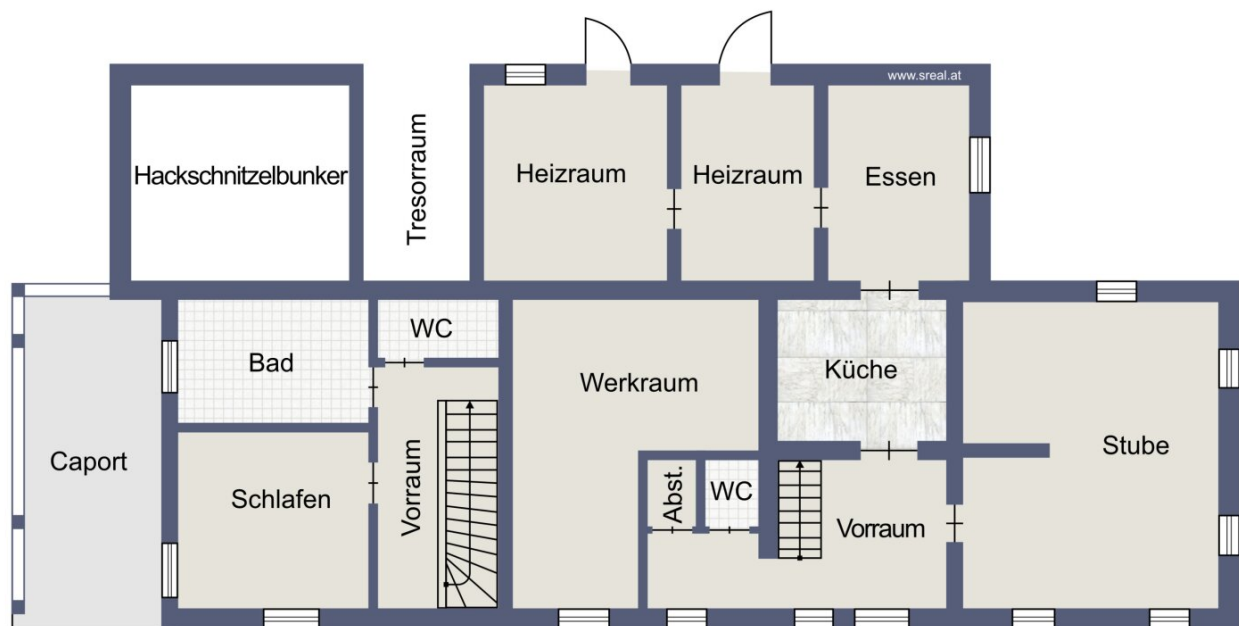 www.sreal.at
Hackschnitzelbunker
Tresorraum
Heizraum
Heizraum
Essen
Bad
WC
Werkraum
Küche
Stube
Caport
Schlafen
Vorraum
Abst.
WC
Vorraum